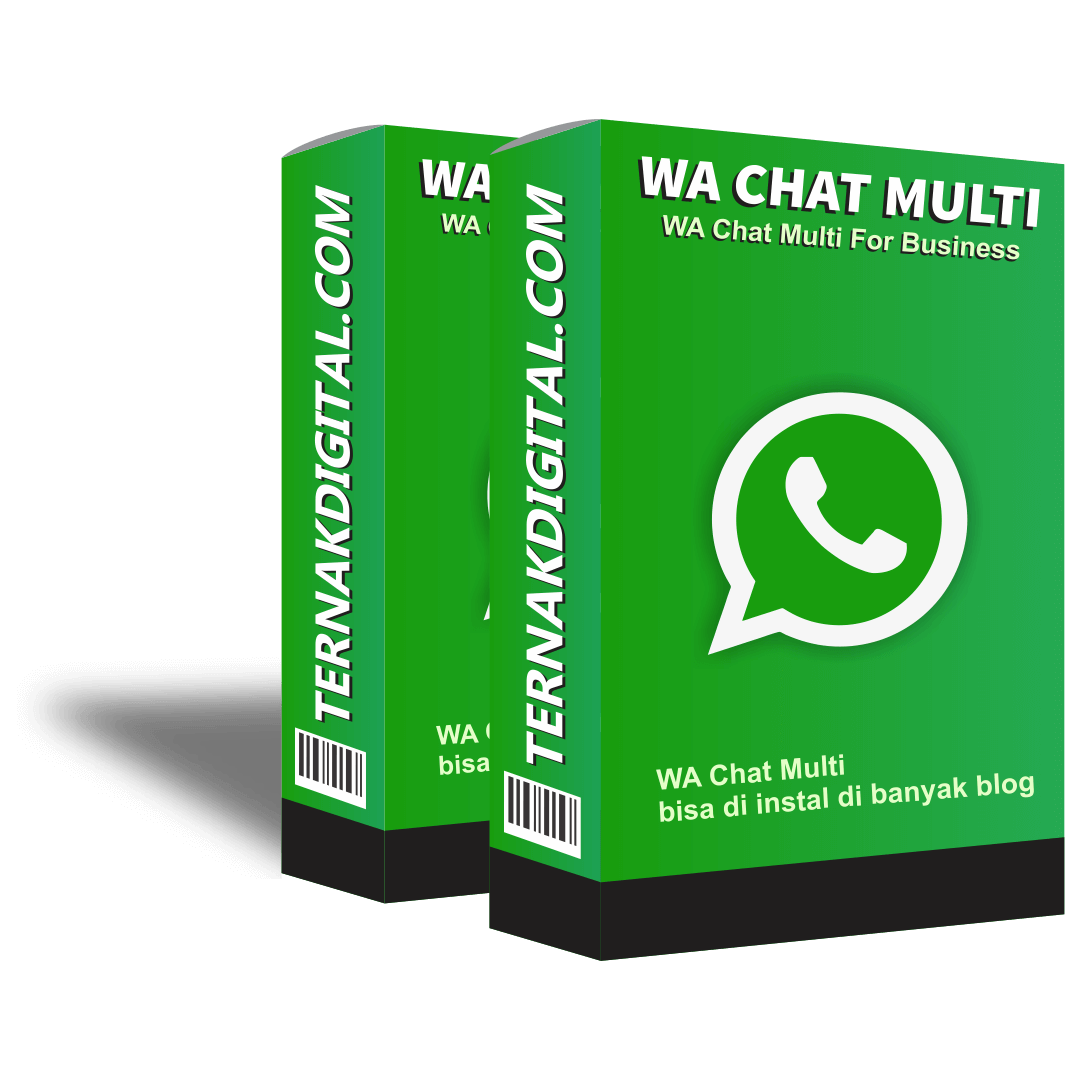 TERNAKDIGITAL.COM
WA
WA
WA
bisa
TERNAKDIGITAL.COM
WA CHAT MULTI
WA Chat Multi For Business
WA Chat Multi
bisa di instal di banyak blog